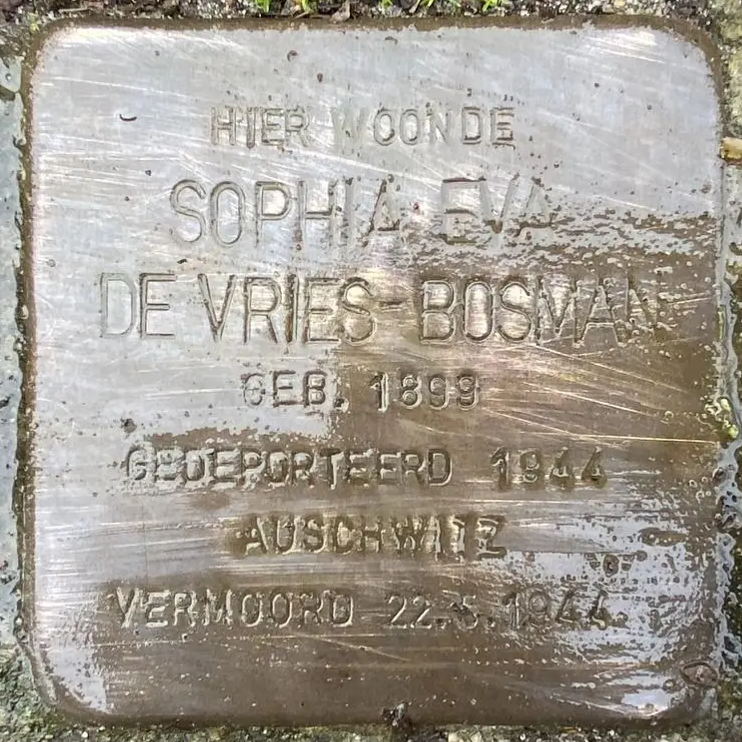 HIER WOONDE
SOPHIA EVA
DE VRIES-BOSMAN
GEB. 1899
GEDEPORTEERD 1944
AUSCHWITZ
VERMOORD 22.5.1944